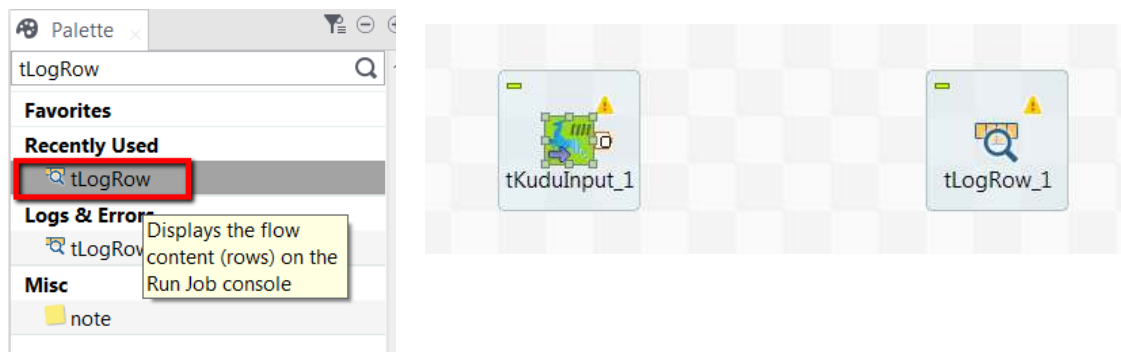 Palette
tLogRow
Favorites
Recently Used
tLogRow
Logs & Errors
tLogRow
Displays the flow
content (rows) on the
Run Job console
Misc
note
tKuduInput_1
tLogRow_1